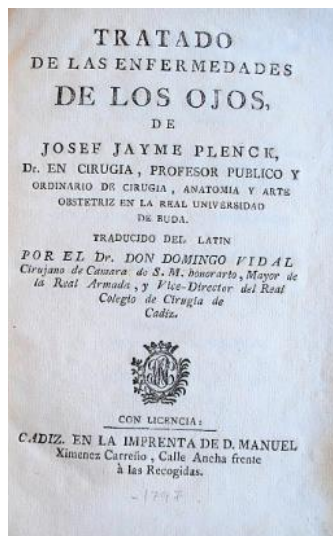 TRATADO
DE LAS ENFERMEDADES
DE LOS OJOS,
DE
JOSEF JAYME PLENCK,
Dr. EN CIRUGIA, PROFESOR PUBLICO Y
ORDINARIO DE CIRUGIA, ANATOMIA Y ARTE
OBSTETRIZ EN LA REAL UNIVERSIDAD
DE BUDA.
TRADUCIDO DEL LATIN
POR EL Dr. DON DOMINGO VIDAL
Cirujano de Camara de S. M. honorario, Mayor de
la Real Armada, y Vice-Director del Real
Colegio de Cirugia de
Cadiz.
CON LICENCIA:
CADIZ. EN LA IMPRENTA DE D. MANUEL
Ximenez Carreño, Calle Ancha frente
à las Recogidas.